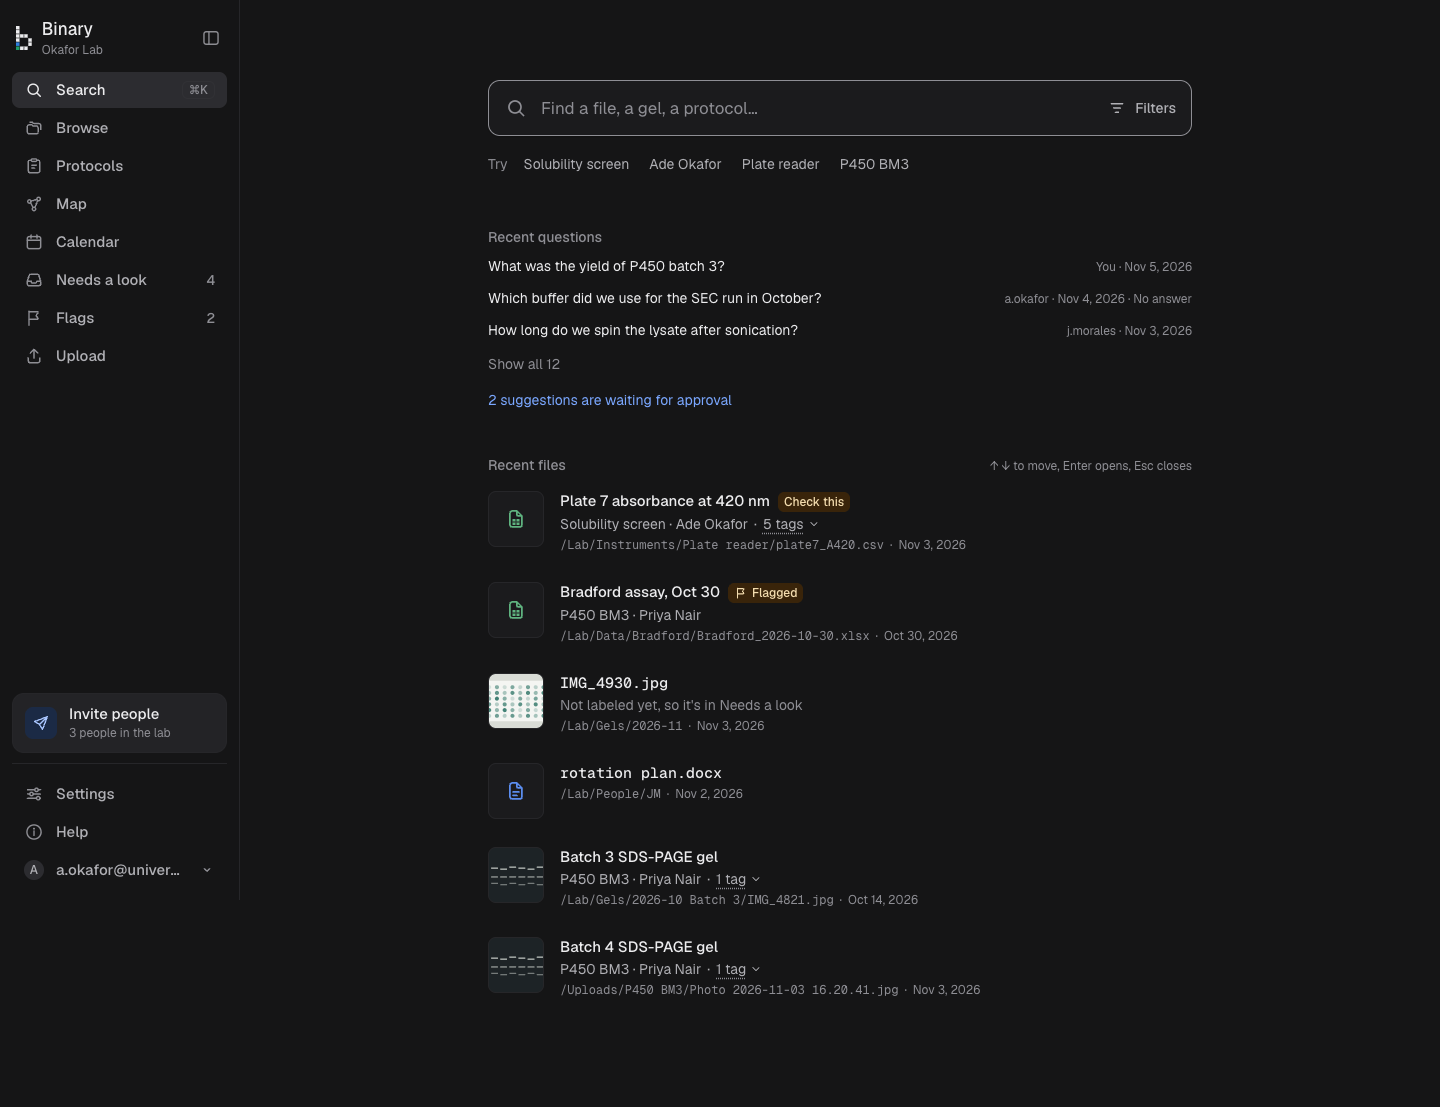 Binary
Okafor Lab
Search ⌘K
Browse
Protocols
Map
Calendar
Needs a look 4
Flags 2
Upload
Invite people
3 people in the lab
Settings
Help
A a.okafor@univer...
Find a file, a gel, a protocol...
Filters
Try Solubility screen Ade Okafor Plate reader P450 BM3
Recent questions
What was the yield of P450 batch 3? You · Nov 5, 2026
Which buffer did we use for the SEC run in October? a.okafor · Nov 4, 2026 · No answer
How long do we spin the lysate after sonication? j.morales · Nov 3, 2026
Show all 12
2 suggestions are waiting for approval
Recent files ↑↓ to move, Enter opens, Esc closes
Plate 7 absorbance at 420 nm Check this
Solubility screen · Ade Okafor · 5 tags
/Lab/Instruments/Plate reader/plate7_A420.csv · Nov 3, 2026
Bradford assay, Oct 30 Flagged
P450 BM3 · Priya Nair
/Lab/Data/Bradford/Bradford_2026-10-30.xlsx · Oct 30, 2026
IMG_4930.jpg
Not labeled yet, so it's in Needs a look
/Lab/Gels/2026-11 · Nov 3, 2026
rotation plan.docx
/Lab/People/JM · Nov 2, 2026
Batch 3 SDS-PAGE gel
P450 BM3 · Priya Nair · 1 tag
/Lab/Gels/2026-10 Batch 3/IMG_4821.jpg · Oct 14, 2026
Batch 4 SDS-PAGE gel
P450 BM3 · Priya Nair · 1 tag
/Uploads/P450 BM3/Photo 2026-11-03 16.20.41.jpg · Nov 3, 2026